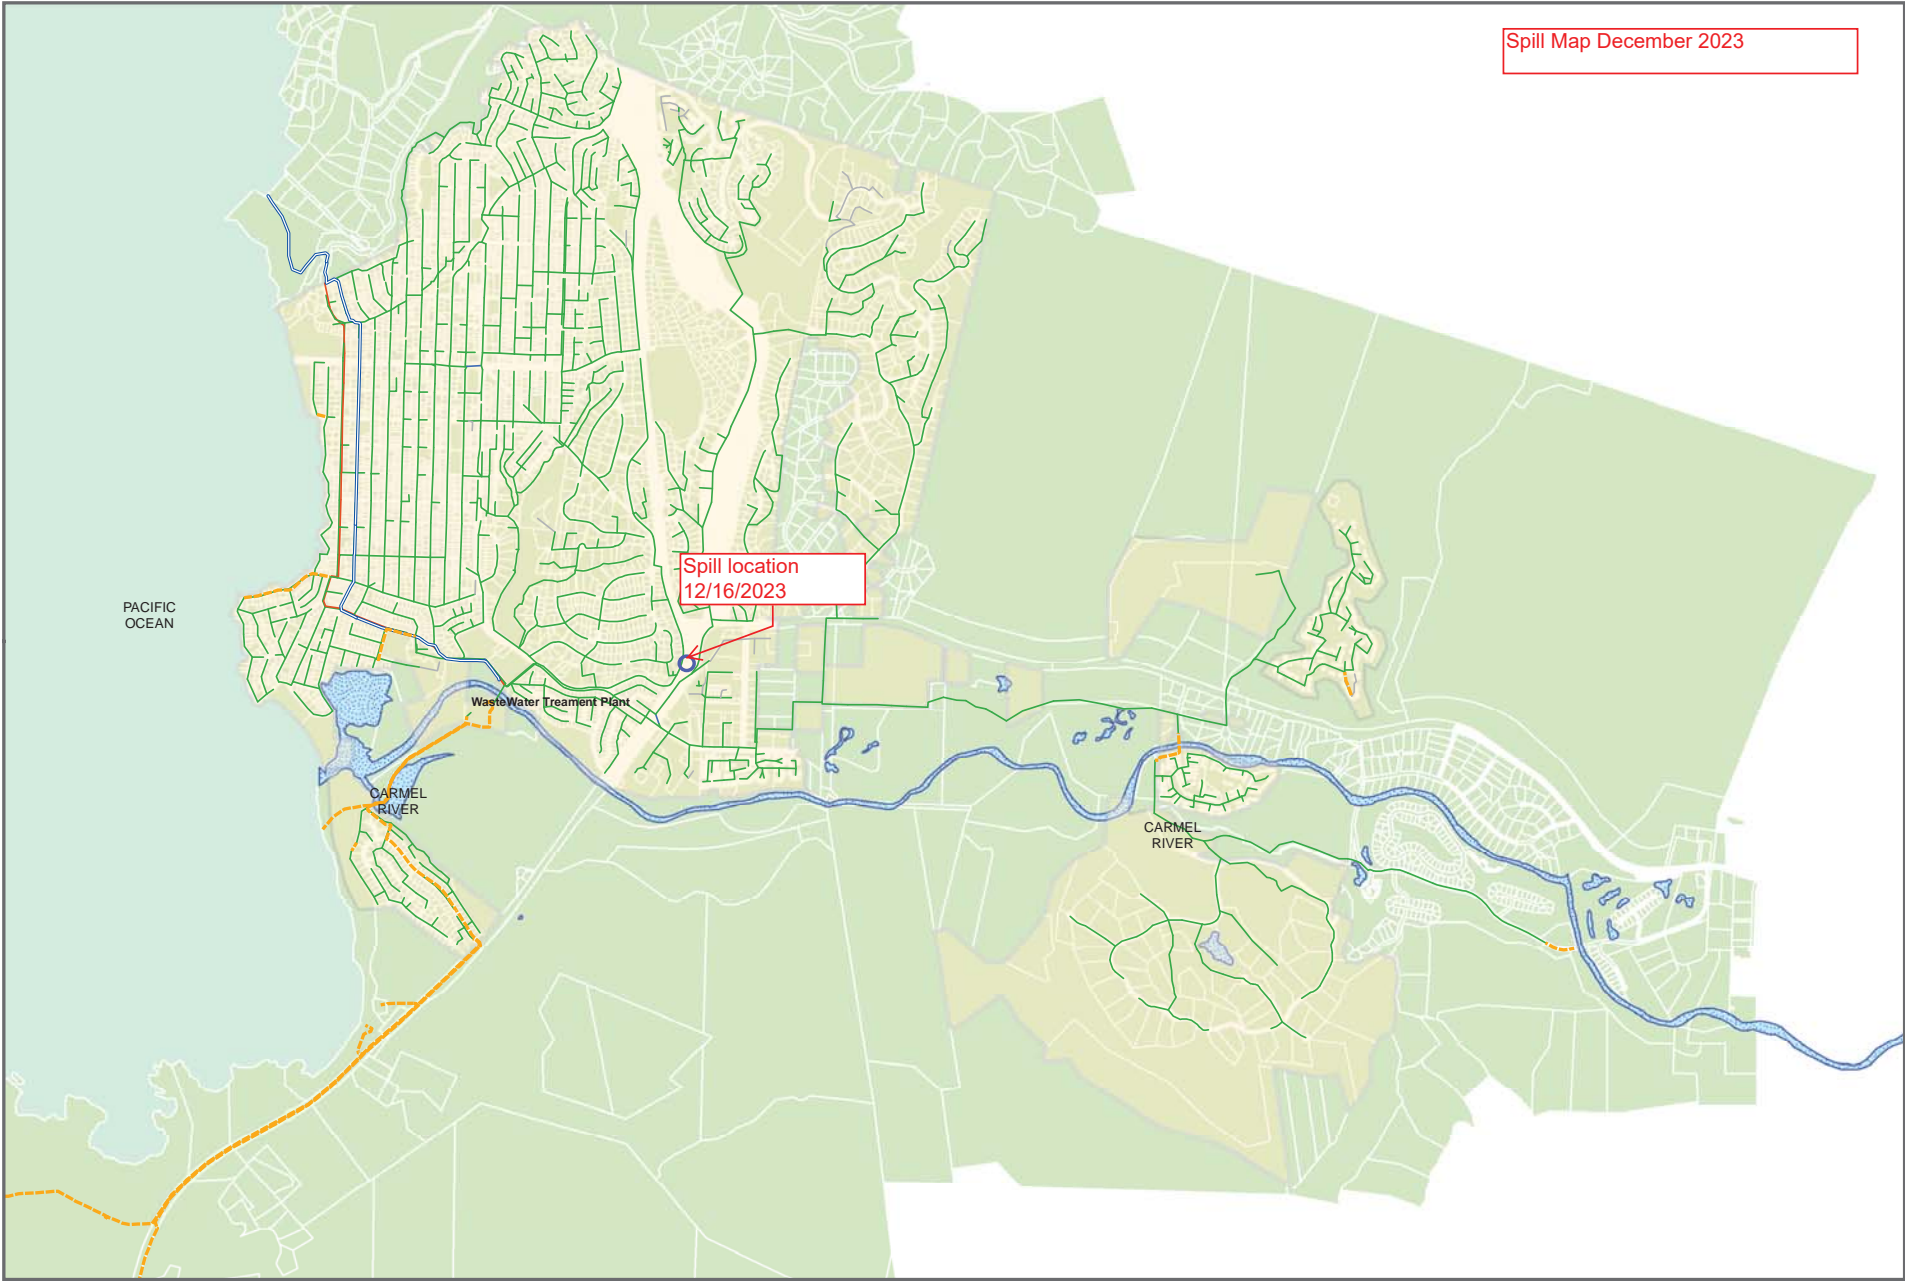 Spill Map December 2023
Spill location
12/16/2023
PACIFIC
OCEAN
WasteWater Treament Plant
CARMEL
RIVER
CARMEL
RIVER